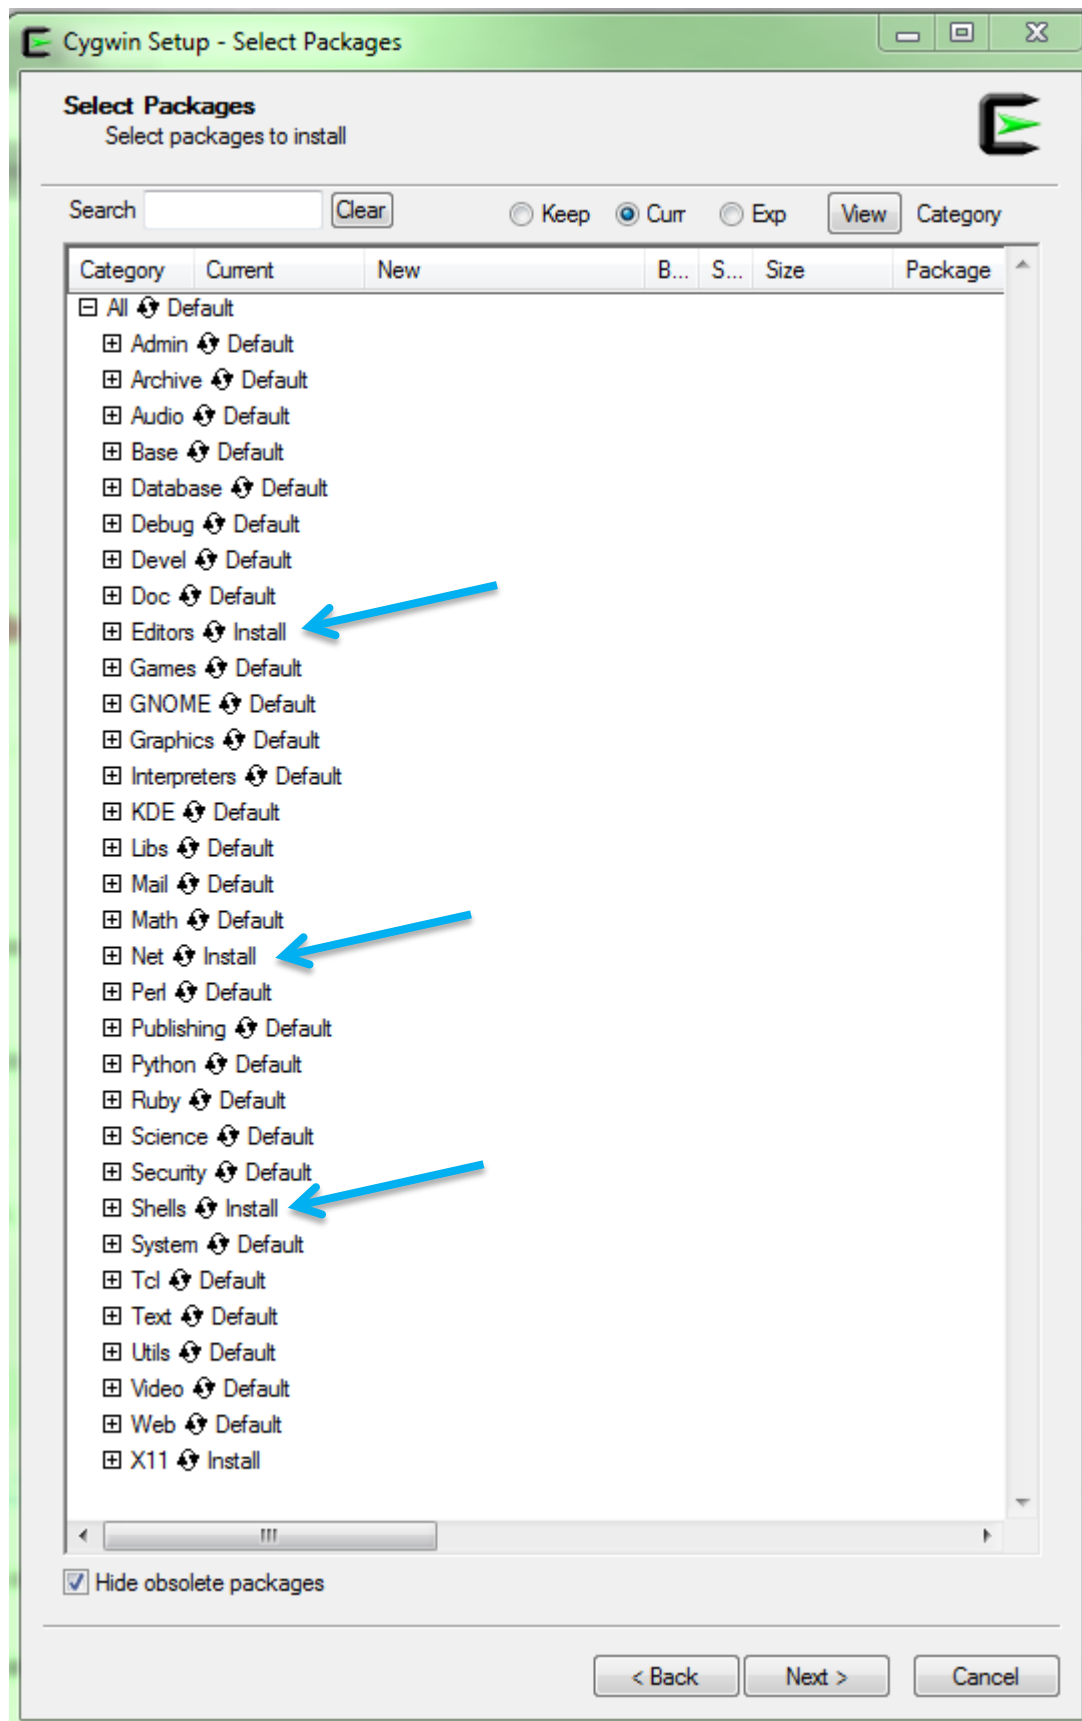 Cygwin Setup - Select Packages
Select Packages
Select packages to install
Search Clear Keep Curr Exp View Category
Category Current New B... S... Size Package
All Default
Admin Default
Archive Default
Audio Default
Base Default
Database Default
Debug Default
Devel Default
Doc Default
Editors Install
Games Default
GNOME Default
Graphics Default
Interpreters Default
KDE Default
Libs Default
Mail Default
Math Default
Net Install
Perl Default
Publishing Default
Python Default
Ruby Default
Science Default
Security Default
Shells Install
System Default
Tcl Default
Text Default
Utils Default
Video Default
Web Default
X11 Install
Hide obsolete packages
< Back Next > Cancel